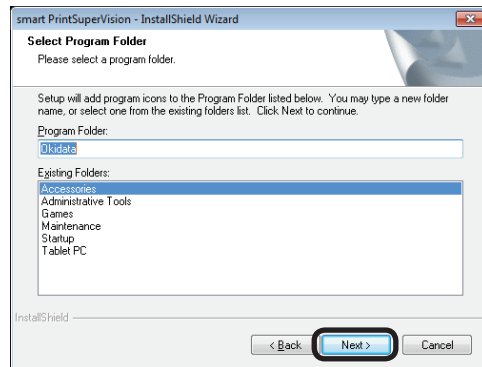 smart PrintSuperVision - InstallShield Wizard
Select Program Folder
Please select a program folder.
Setup will add program icons to the Program Folder listed below. You may type a new folder
name, or select one from the existing folders list. Click Next to continue.
Program Folder:
Okidata
Existing Folders:
Accessories
Administrative Tools
Games
Maintenance
Startup
Tablet PC
InstallShield
< Back Next > Cancel